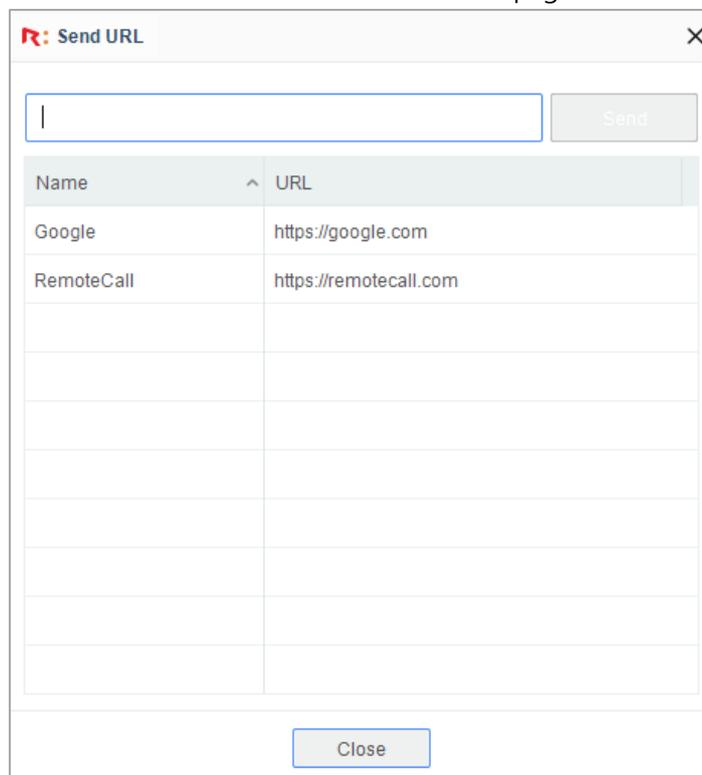 R: Send URL
Send
Name URL
Google https://google.com
RemoteCall https://remotecall.com
Close